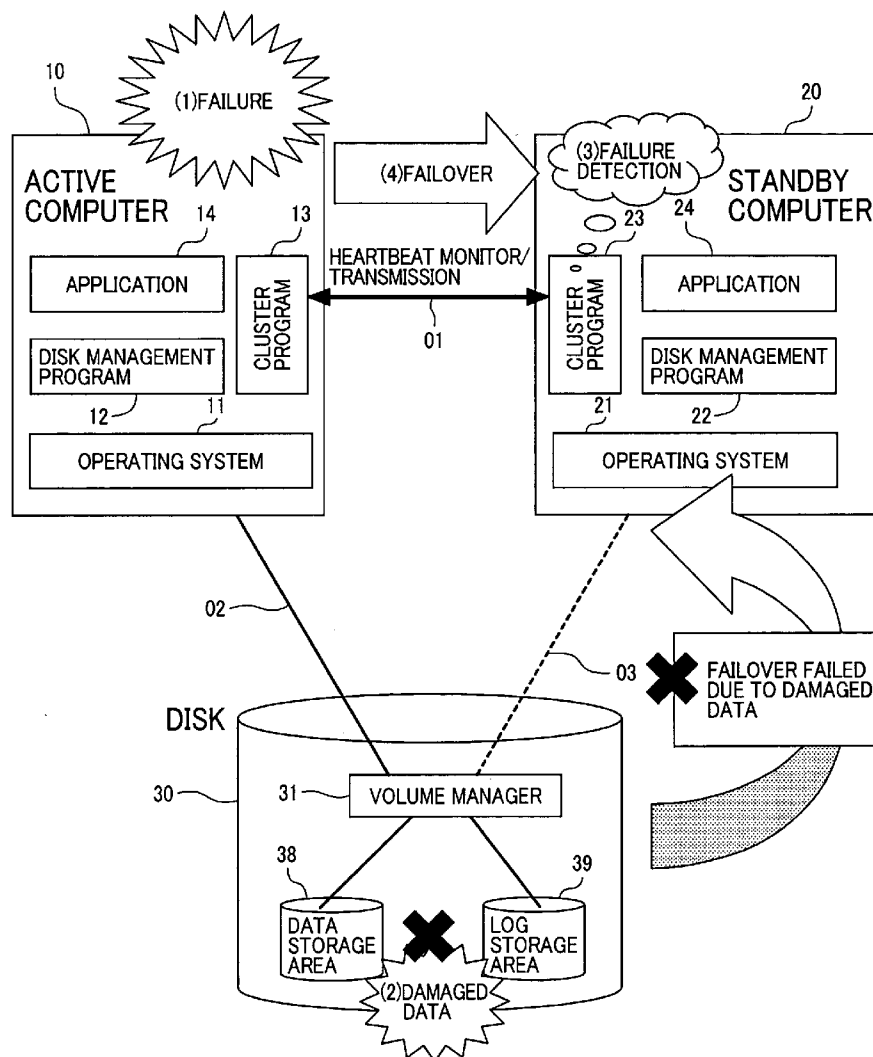 10
(1)FAILURE
20
(4)FAILOVER
(3)FAILURE
DETECTION
ACTIVE
COMPUTER
STANDBY
COMPUTER
14
13
HEARTBEAT MONITOR/
TRANSMISSION
23
24
APPLICATION
CLUSTER
PROGRAM
01
CLUSTER
PROGRAM
APPLICATION
DISK MANAGEMENT
PROGRAM
DISK MANAGEMENT
PROGRAM
12
11
21
22
OPERATING SYSTEM
OPERATING SYSTEM
02
03
FAILOVER FAILED
DUE TO DAMAGED
DATA
DISK
30
31
VOLUME MANAGER
38
39
DATA
STORAGE
AREA
LOG
STORAGE
AREA
(2)DAMAGED
DATA